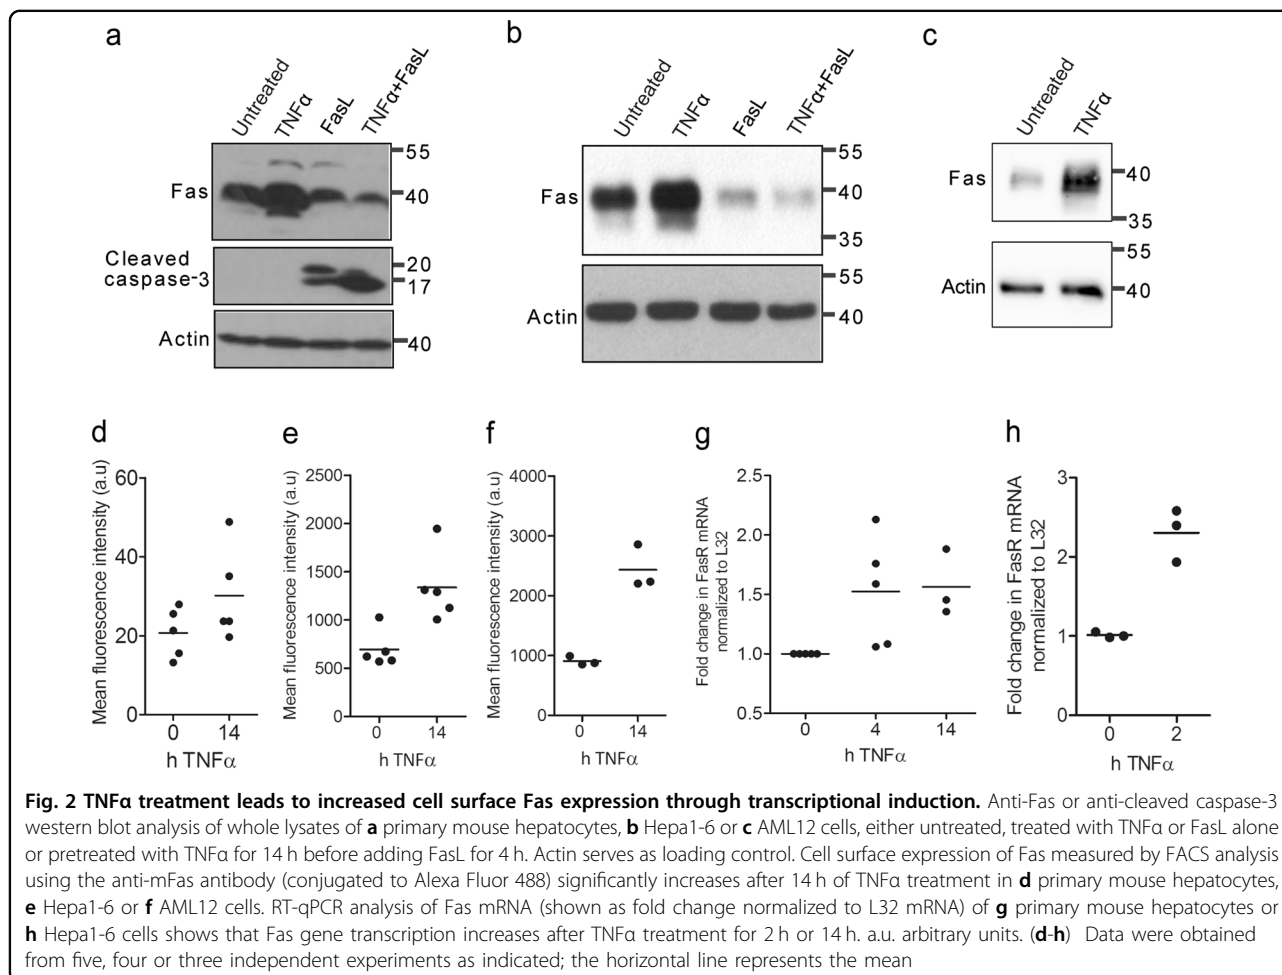 a
b
c
Untreated
TNFα
FasL
TNFα+FasL
Fas
55
40
Cleaved
caspase-3
20
17
Actin
40
Untreated
TNFα
FasL
TNFα+FasL
Fas
55
40
35
Actin
55
40
Untreated
TNFα
Fas
40
35
Actin
55
40
d
Mean fluorescence intensity (a.u)
60
40
20
0
0 14
h TNFα
e
Mean fluorescence intensity (a.u)
2500
2000
1500
1000
500
0
0 14
h TNFα
f
Mean fluorescence intensity (a.u)
4000
3000
2000
1000
0
0 14
h TNFα
g
Fold change in FasR mRNA
normalized to L32
2.5
2.0
1.5
1.0
0.5
0 4 14
h TNFα
h
Fold change in FasR mRNA
normalized to L32
3
2
1
0
0 2
h TNFα
Fig. 2 TNFα treatment leads to increased cell surface Fas expression through transcriptional induction. Anti-Fas or anti-cleaved caspase-3
western blot analysis of whole lysates of a primary mouse hepatocytes, b Hepa1-6 or c AML12 cells, either untreated, treated with TNFα or FasL alone
or pretreated with TNFα for 14 h before adding FasL for 4 h. Actin serves as loading control. Cell surface expression of Fas measured by FACS analysis
using the anti-mFas antibody (conjugated to Alexa Fluor 488) significantly increases after 14 h of TNFα treatment in d primary mouse hepatocytes,
e Hepa1-6 or f AML12 cells. RT-qPCR analysis of Fas mRNA (shown as fold change normalized to L32 mRNA) of g primary mouse hepatocytes or
h Hepa1-6 cells shows that Fas gene transcription increases after TNFα treatment for 2 h or 14 h. a.u. arbitrary units. (d-h) Data were obtained
from five, four or three independent experiments as indicated; the horizontal line represents the mean